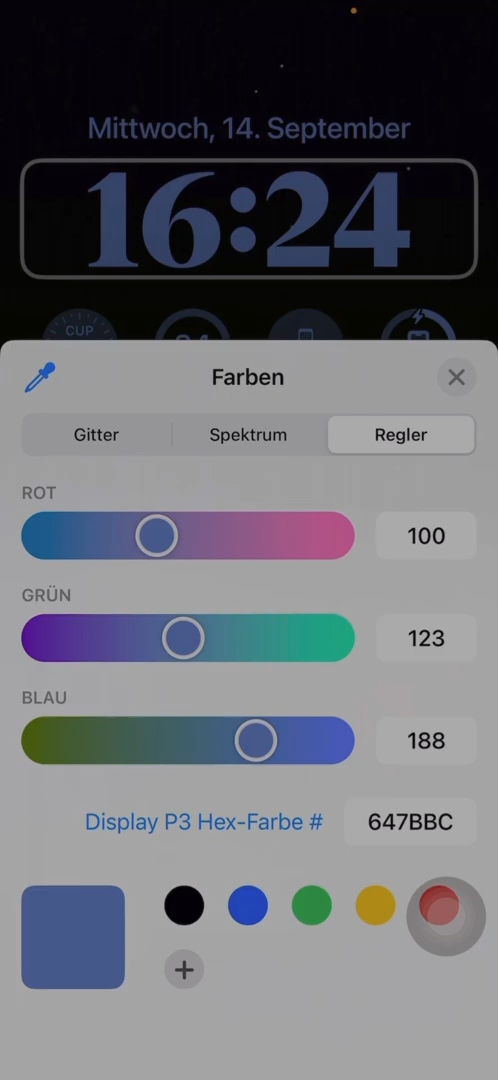 Mittwoch, 14. September
16:24
CUP
Farben
Gitter
Spektrum
Regler
ROT
100
GRÜN
123
BLAU
188
Display P3 Hex-Farbe #
647BBC